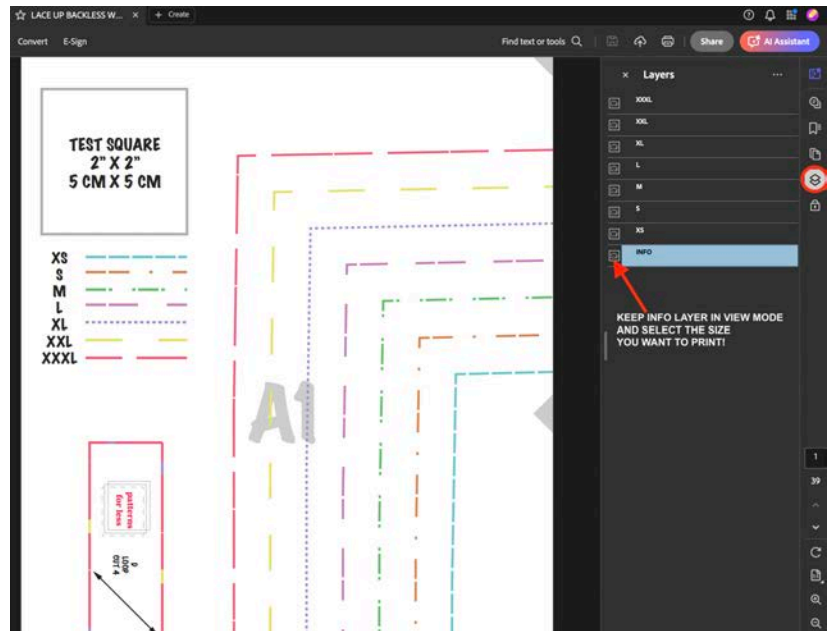 LACE UP BACKLESS W...
+ Create
Convert E-Sign
Find text or tools
Share
AI Assistant
Layers
XXXL
XXL
XL
L
M
S
XS
INFO
KEEP INFO LAYER IN VIEW MODE
AND SELECT THE SIZE
YOU WANT TO PRINT!
TEST SQUARE
2" X 2"
5 CM X 5 CM
XS
S
M
L
XL
XXL
XXXL
A1
patterns
for less
D
LOOP
CUT 4
1
39